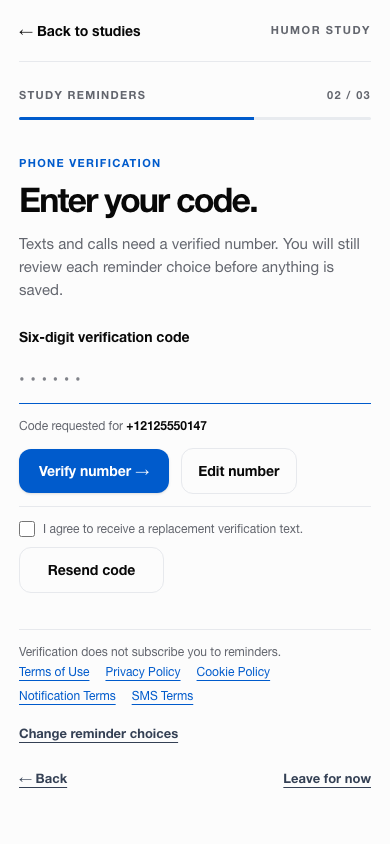 ← Back to studies
HUMOR STUDY
STUDY REMINDERS
02 / 03
PHONE VERIFICATION
Enter your code.
Texts and calls need a verified number. You will still
review each reminder choice before anything is
saved.
Six-digit verification code
• • • • • •
Code requested for +12125550147
Verify number →
Edit number
I agree to receive a replacement verification text.
Resend code
Verification does not subscribe you to reminders.
Terms of Use Privacy Policy Cookie Policy
Notification Terms SMS Terms
Change reminder choices
← Back
Leave for now